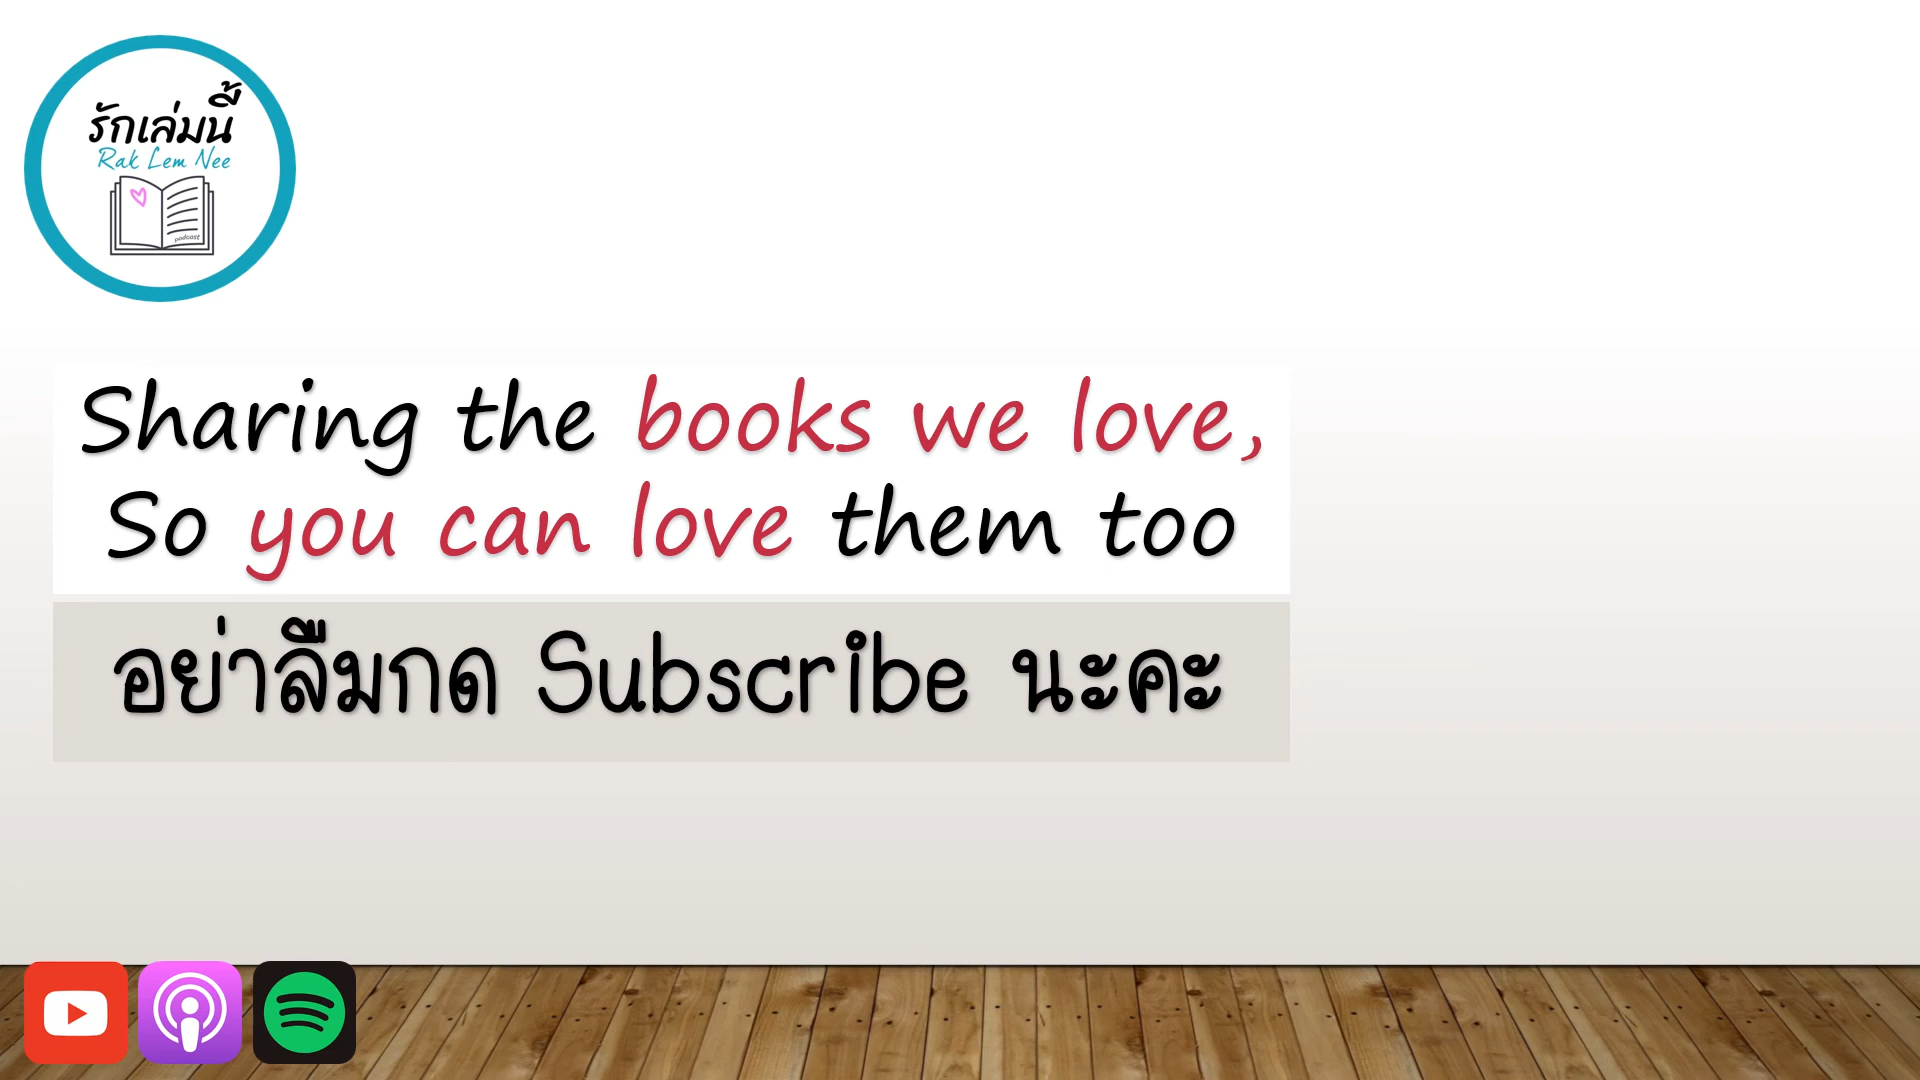 รักเล่มนี้
Rak Lem Nee
podcast
Sharing the books we love,
So you can love them too
อย่าลืมกด Subscribe นะคะ